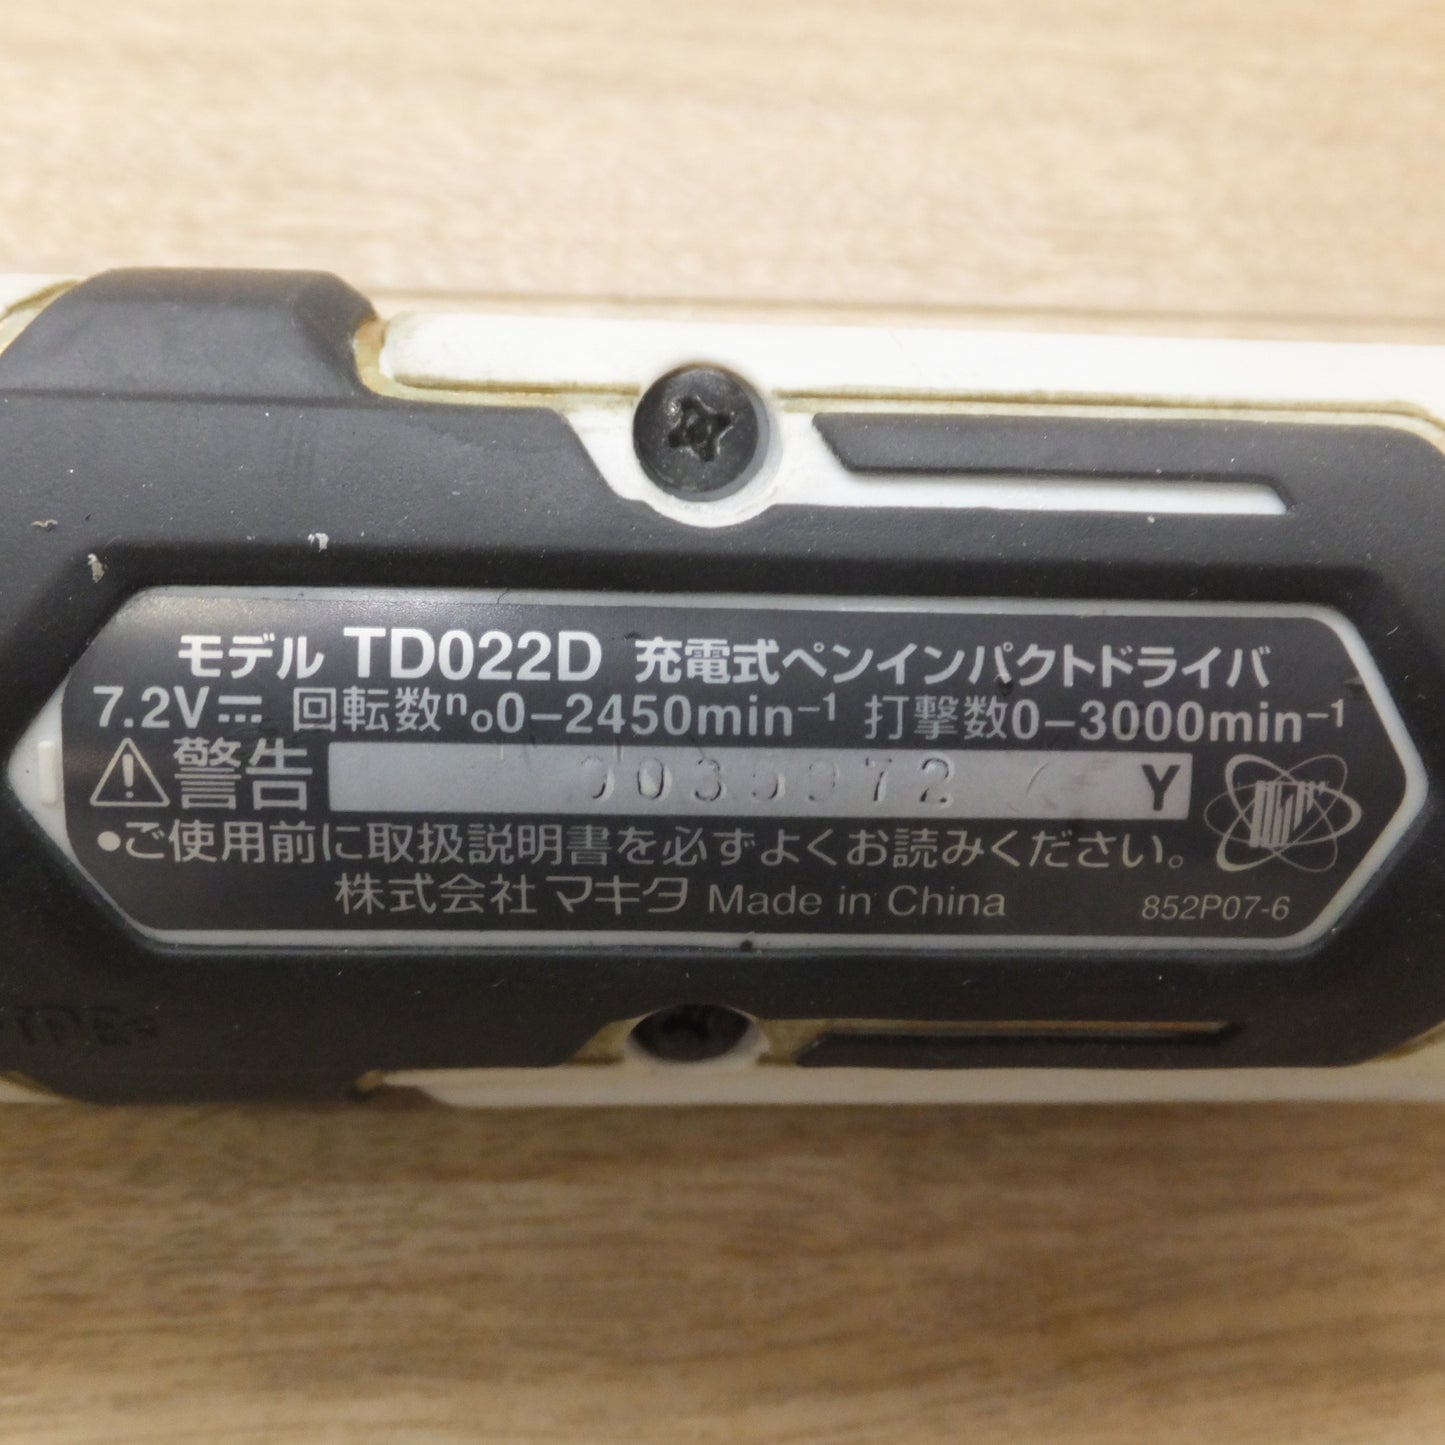 モデル TD022D 充電式ペンインパクトドライバ
7.2V⎓ 回転数n₀0−2450min⁻¹ 打撃数0−3000min⁻¹
⚠警告 Y
●ご使用前に取扱説明書を必ずよくお読みください。
株式会社マキタ Made in China 852P07-6